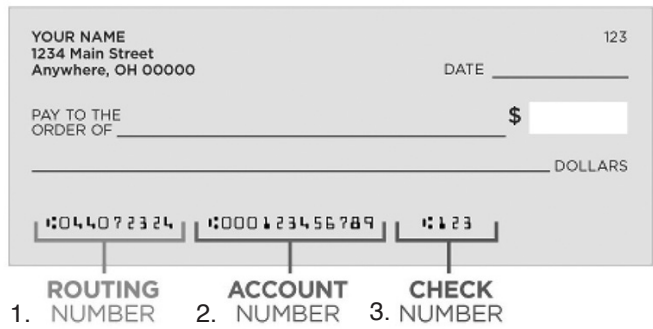 YOUR NAME 123
1234 Main Street
Anywhere, OH 00000
DATE
PAY TO THE
ORDER OF $
DOLLARS
⑆044072324 ⑆000123456789 ⑆123
ROUTING ACCOUNT CHECK
1. NUMBER 2. NUMBER 3. NUMBER